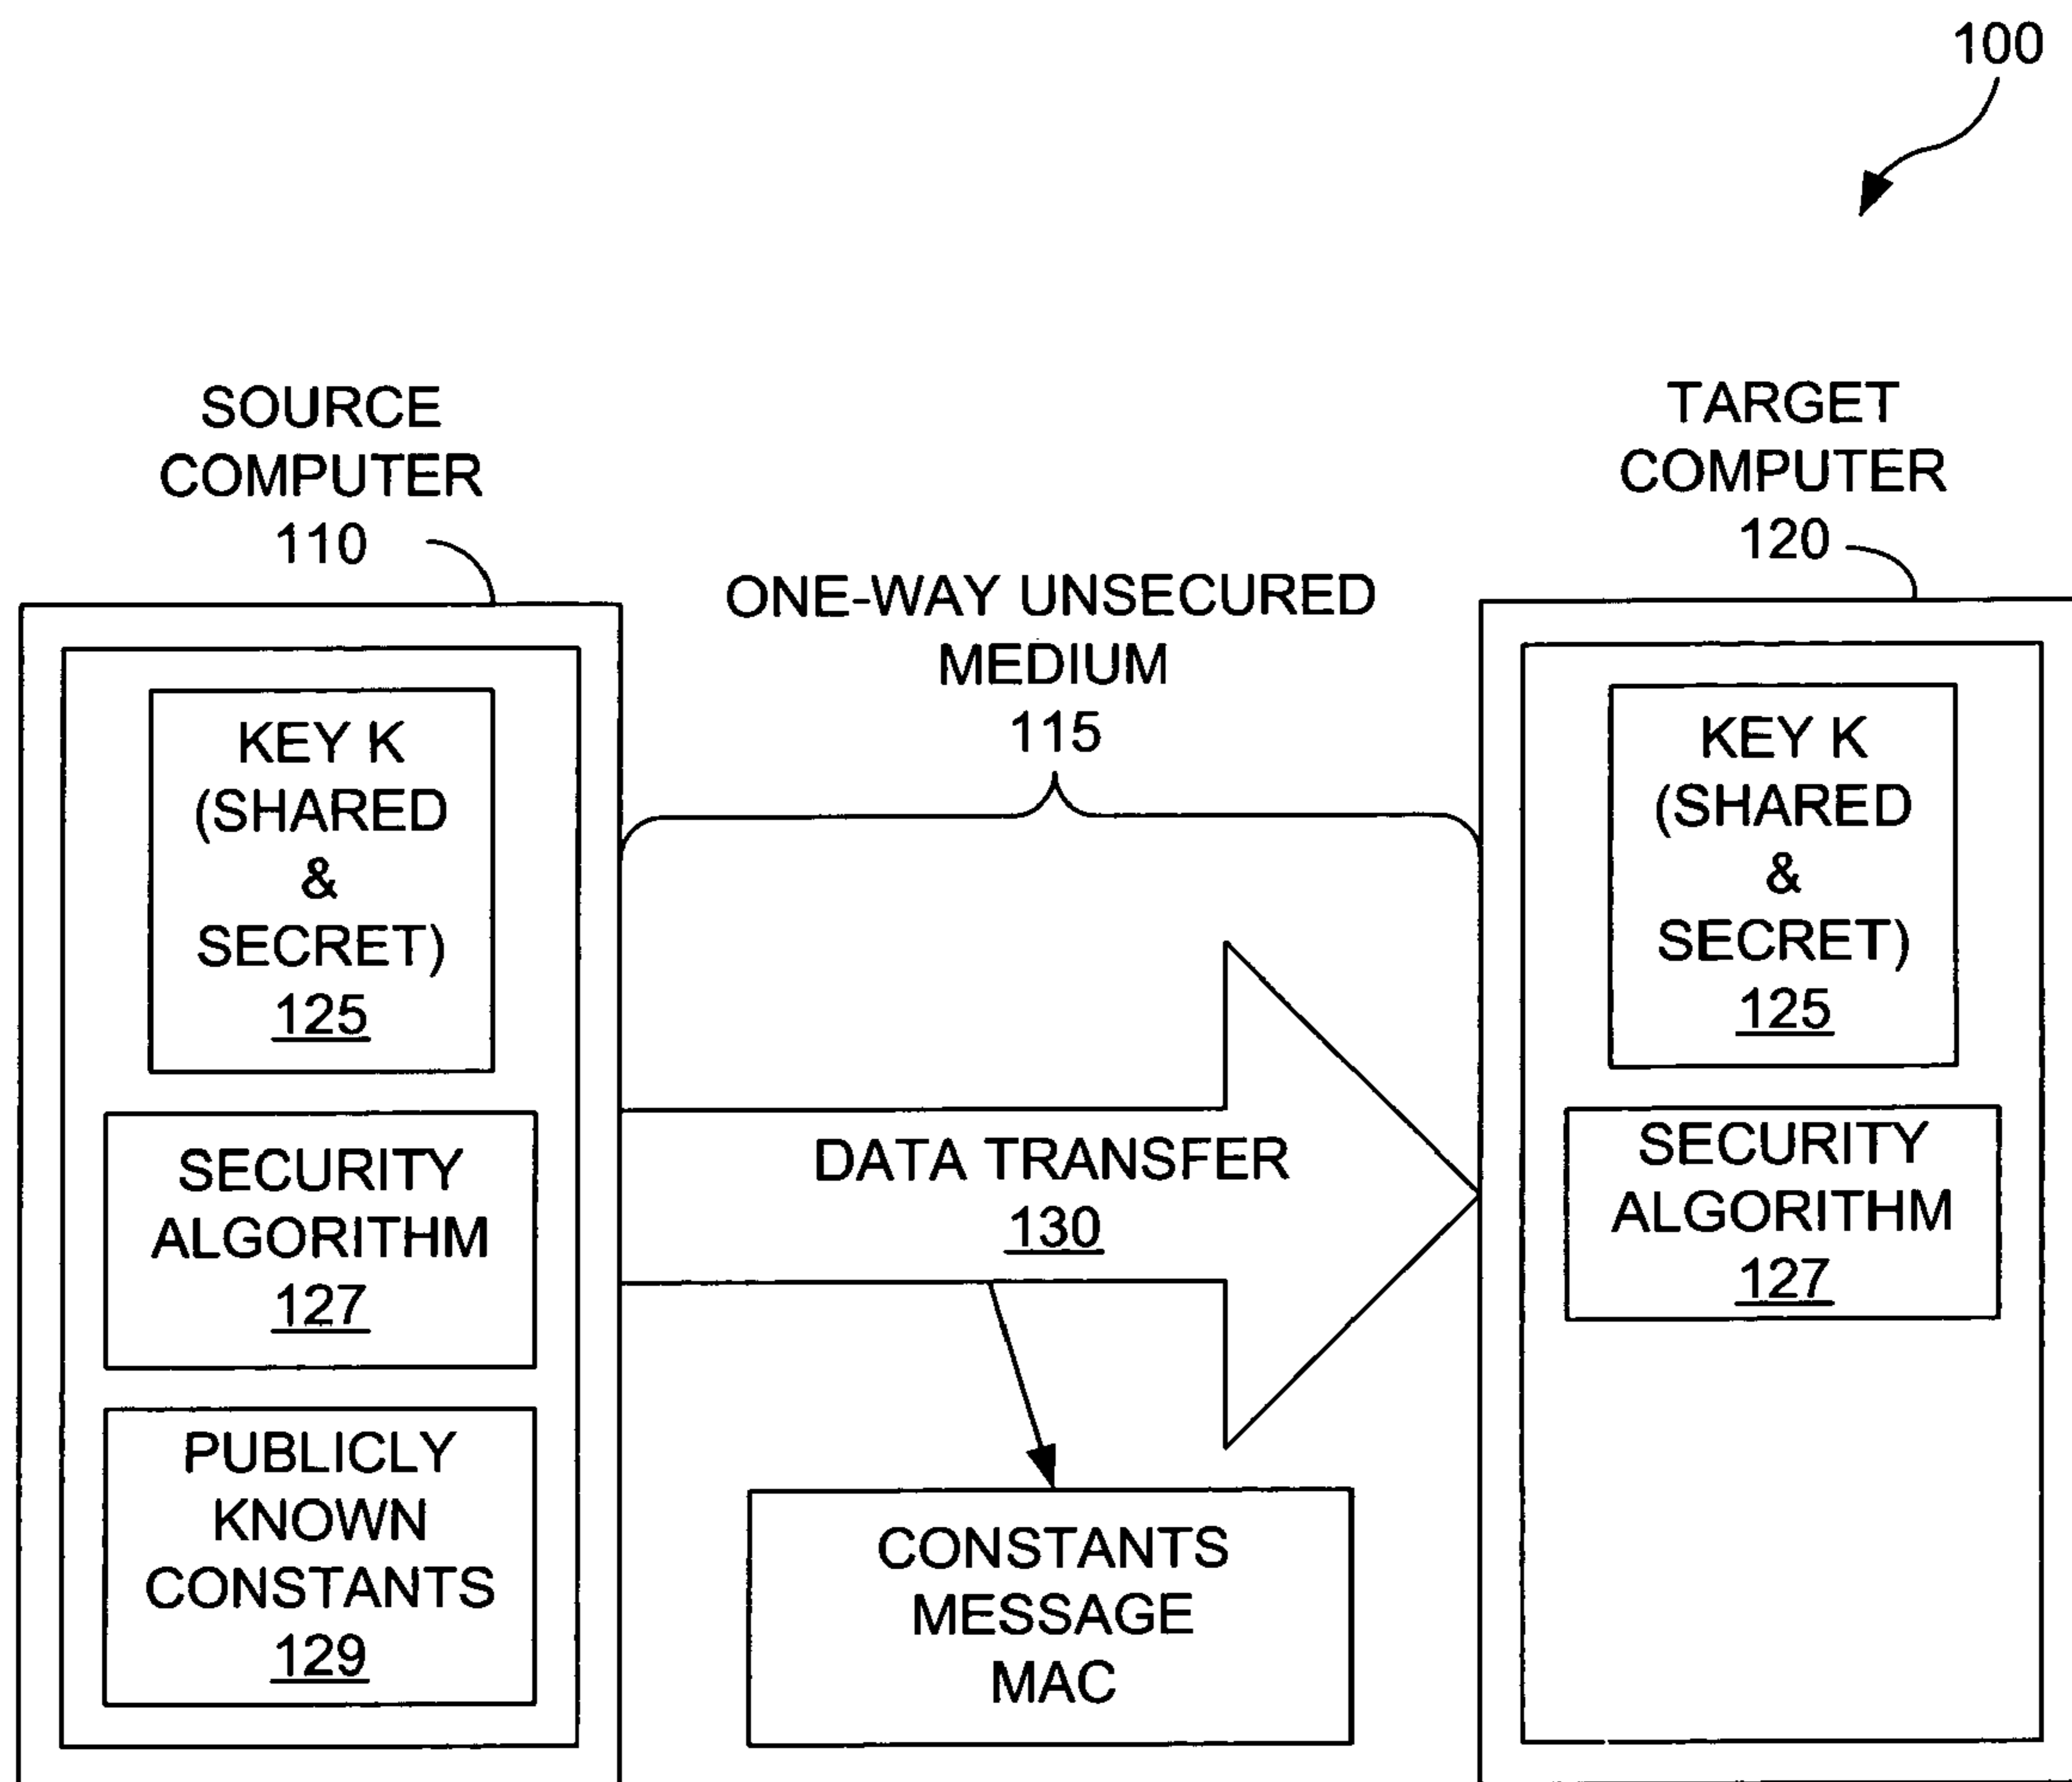 100
SOURCE
COMPUTER
110
TARGET
COMPUTER
120
ONE-WAY UNSECURED
MEDIUM
115
KEY K
(SHARED
&
SECRET)
125
SECURITY
ALGORITHM
127
PUBLICLY
KNOWN
CONSTANTS
129
DATA TRANSFER
130
CONSTANTS
MESSAGE
MAC
KEY K
(SHARED
&
SECRET)
125
SECURITY
ALGORITHM
127